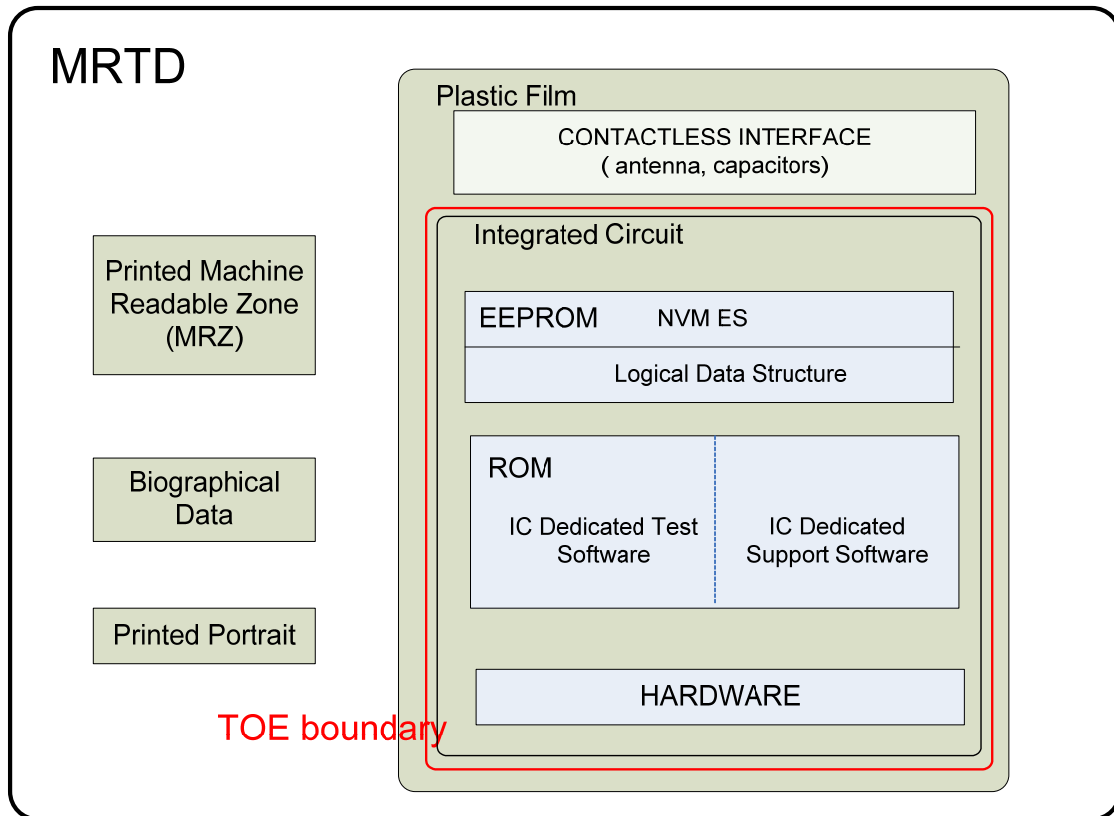 MRTD
Plastic Film
CONTACTLESS INTERFACE
( antenna, capacitors)
Integrated Circuit
EEPROM NVM ES
Logical Data Structure
ROM
IC Dedicated Test
Software
IC Dedicated
Support Software
HARDWARE
Printed Machine
Readable Zone
(MRZ)
Biographical
Data
Printed Portrait
TOE boundary